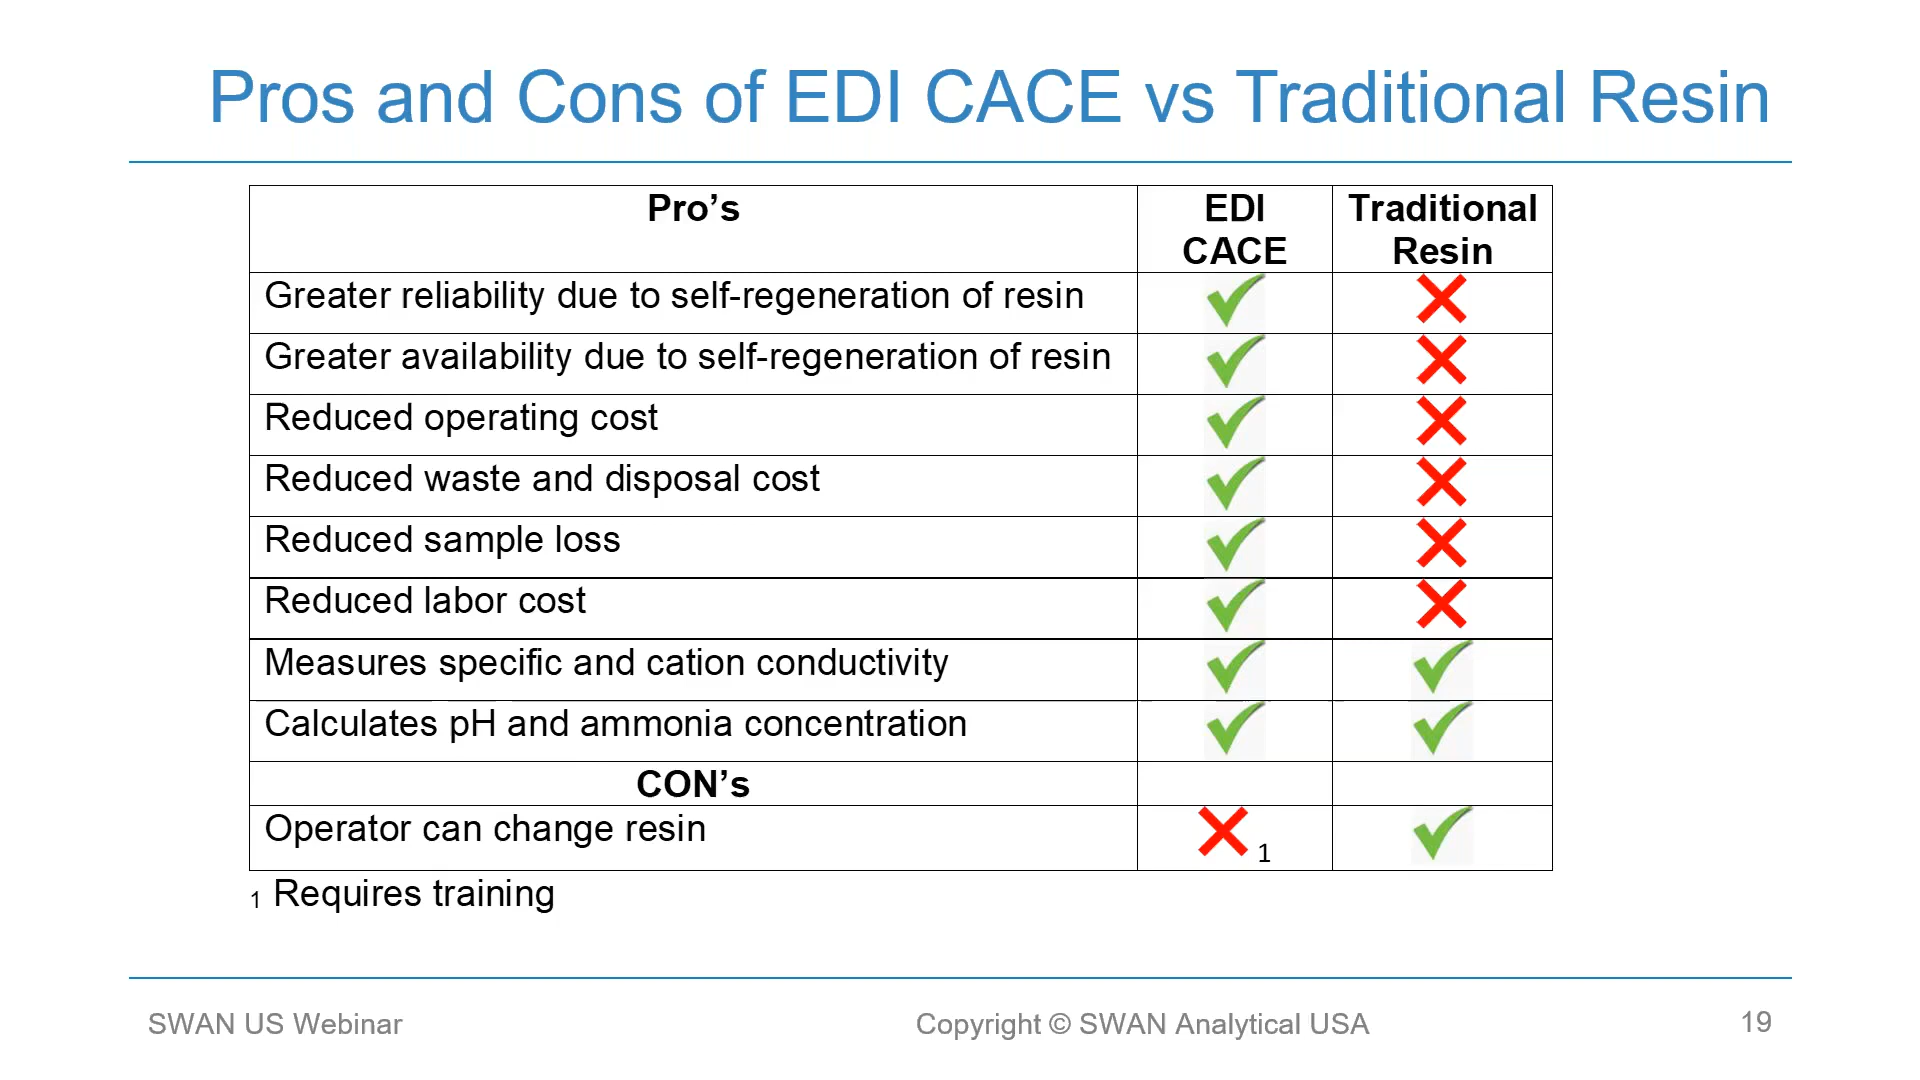 Pros and Cons of EDI CACE vs Traditional Resin
Pro’s
EDI
CACE
Traditional
Resin
Greater reliability due to self-regeneration of resin
Greater availability due to self-regeneration of resin
Reduced operating cost
Reduced waste and disposal cost
Reduced sample loss
Reduced labor cost
Measures specific and cation conductivity
Calculates pH and ammonia concentration
CON’s
Operator can change resin
1
1 Requires training
SWAN US Webinar
Copyright © SWAN Analytical USA
19